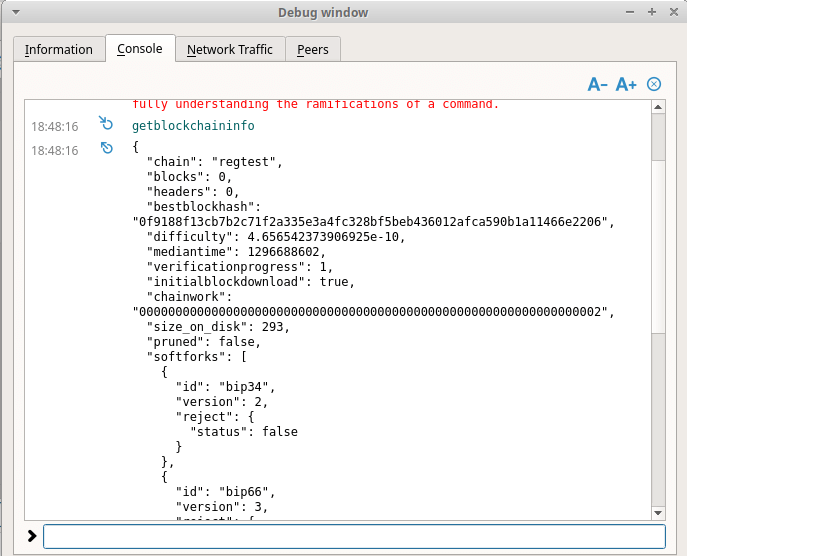 Debug window
Information
Console
Network Traffic
Peers
A- A+
fully understanding the ramifications of a command.
18:48:16 getblockchaininfo
18:48:16 {
"chain": "regtest",
"blocks": 0,
"headers": 0,
"bestblockhash":
"0f9188f13cb7b2c71f2a335e3a4fc328bf5beb436012afca590b1a11466e2206",
"difficulty": 4.656542373906925e-10,
"mediantime": 1296688602,
"verificationprogress": 1,
"initialblockdownload": true,
"chainwork":
"0000000000000000000000000000000000000000000000000000000000000002",
"size_on_disk": 293,
"pruned": false,
"softforks": [
{
"id": "bip34",
"version": 2,
"reject": {
"status": false
}
},
{
"id": "bip66",
"version": 3,
"reject": {